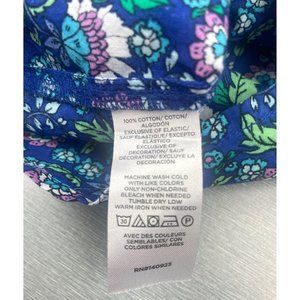 100% COTTON/ COTON/
ALGODÓN
EXCLUSIVE OF ELASTIC/
SAUF ÉLASTIQUE/ EXCEPTO
ELÁSTICO
EXCLUSIVE OF
DECORATION/ SAUF
DÉCORATION/ EXCLUYE LA
DECORACIÓN
MACHINE WASH COLD
WITH LIKE COLORS
ONLY NON-CHLORINE
BLEACH WHEN NEEDED
TUMBLE DRY LOW
WARM IRON WHEN NEEDED
30
AVEC DES COULEURS
SEMBLABLES/ CON
COLORES SIMILARES
RN#140923